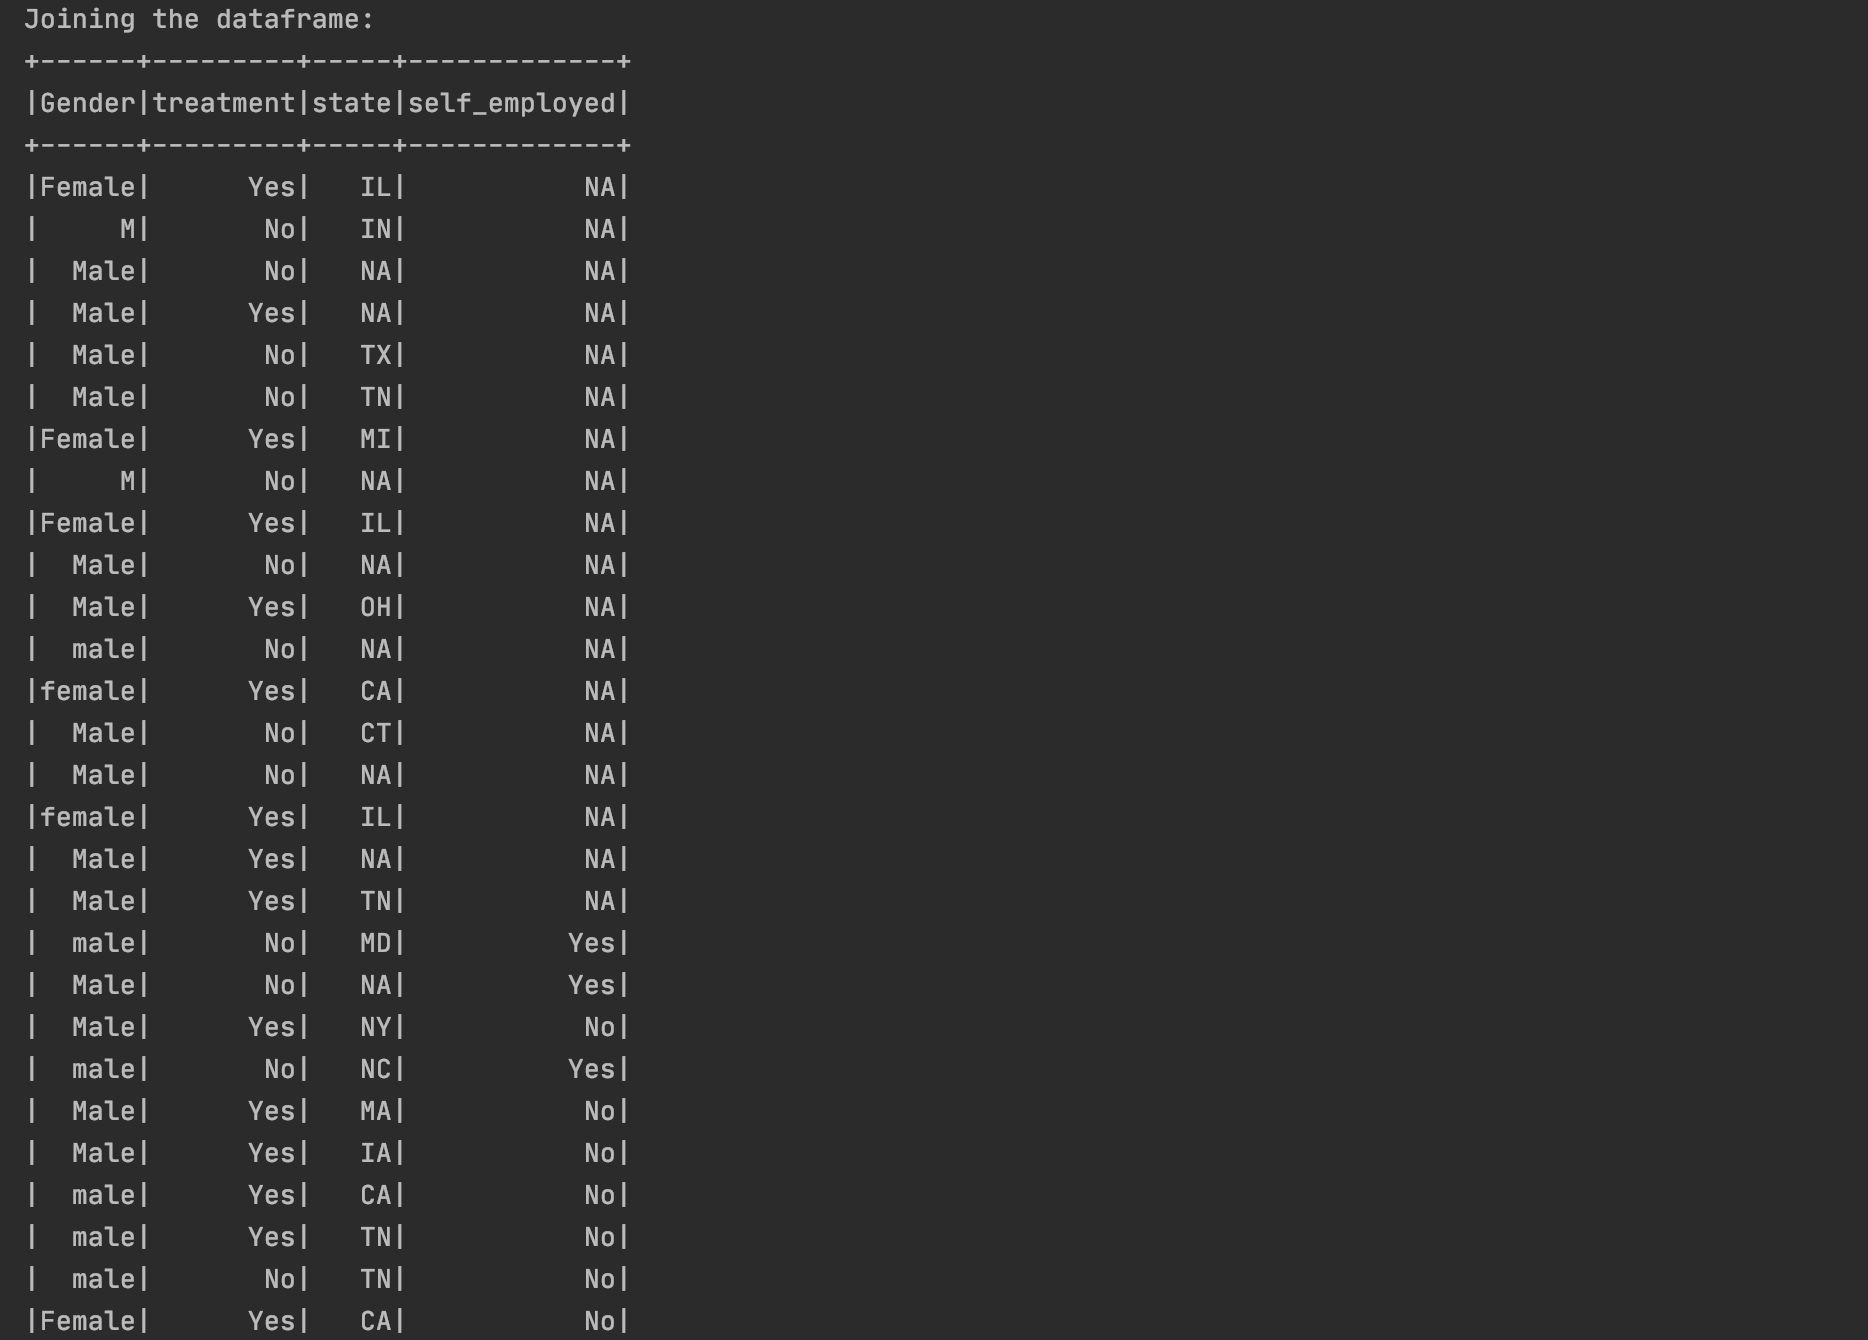 Joining the dataframe:
+------+---------+-----+-------------+
|Gender|treatment|state|self_employed|
+------+---------+-----+-------------+
|Female|      Yes|   IL|           NA|
|     M|       No|   IN|           NA|
|  Male|       No|   NA|           NA|
|  Male|      Yes|   NA|           NA|
|  Male|       No|   TX|           NA|
|  Male|       No|   TN|           NA|
|Female|      Yes|   MI|           NA|
|     M|       No|   NA|           NA|
|Female|      Yes|   IL|           NA|
|  Male|       No|   NA|           NA|
|  Male|      Yes|   OH|           NA|
|  male|       No|   NA|           NA|
|female|      Yes|   CA|           NA|
|  Male|       No|   CT|           NA|
|  Male|       No|   NA|           NA|
|female|      Yes|   IL|           NA|
|  Male|      Yes|   NA|           NA|
|  Male|      Yes|   TN|           NA|
|  male|       No|   MD|          Yes|
|  Male|       No|   NA|          Yes|
|  Male|      Yes|   NY|           No|
|  male|       No|   NC|          Yes|
|  Male|      Yes|   MA|           No|
|  Male|      Yes|   IA|           No|
|  male|      Yes|   CA|           No|
|  male|      Yes|   TN|           No|
|  male|       No|   TN|           No|
|Female|      Yes|   CA|           No|